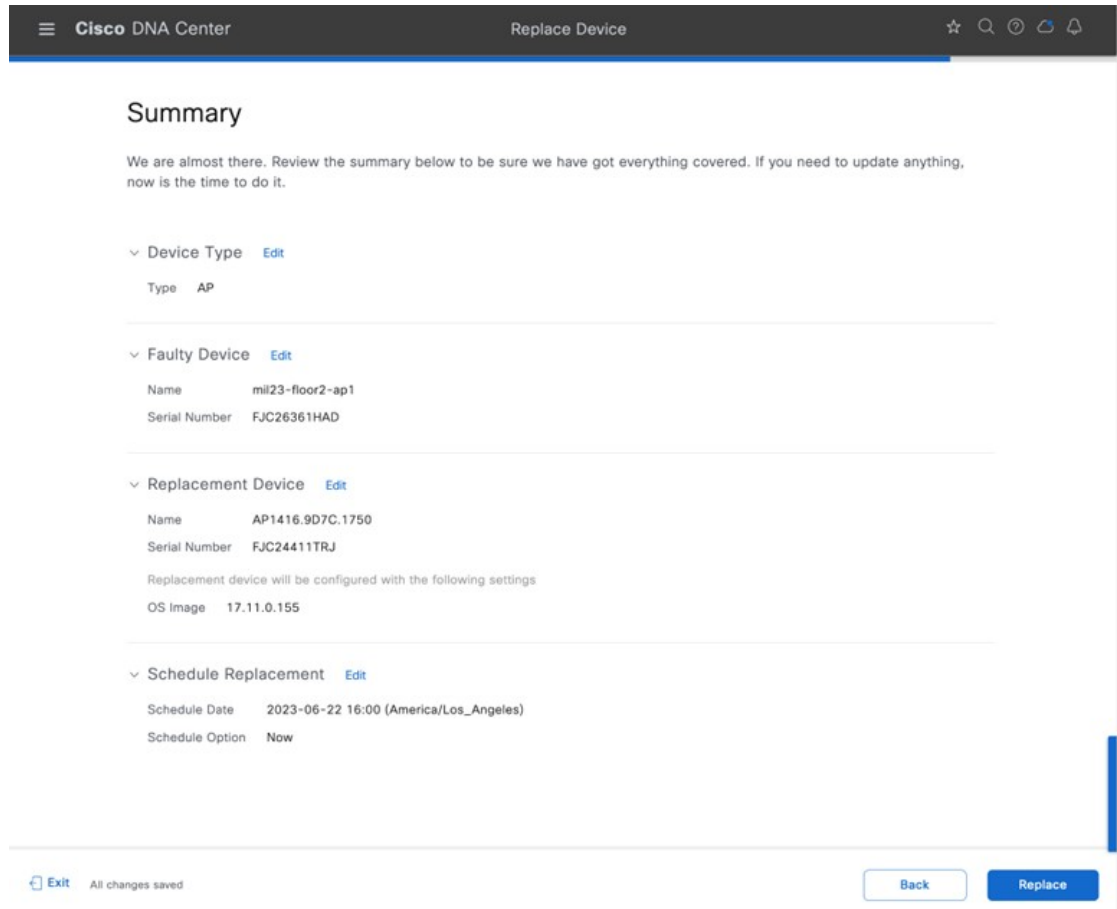 Cisco DNA Center Replace Device
Summary
We are almost there. Review the summary below to be sure we have got everything covered. If you need to update anything,
now is the time to do it.
Device Type Edit
Type AP
Faulty Device Edit
Name mil23-floor2-ap1
Serial Number FJC26361HAD
Replacement Device Edit
Name AP1416.9D7C.1750
Serial Number FJC24411TRJ
Replacement device will be configured with the following settings
OS Image 17.11.0.155
Schedule Replacement Edit
Schedule Date 2023-06-22 16:00 (America/Los_Angeles)
Schedule Option Now
Exit All changes saved Back Replace